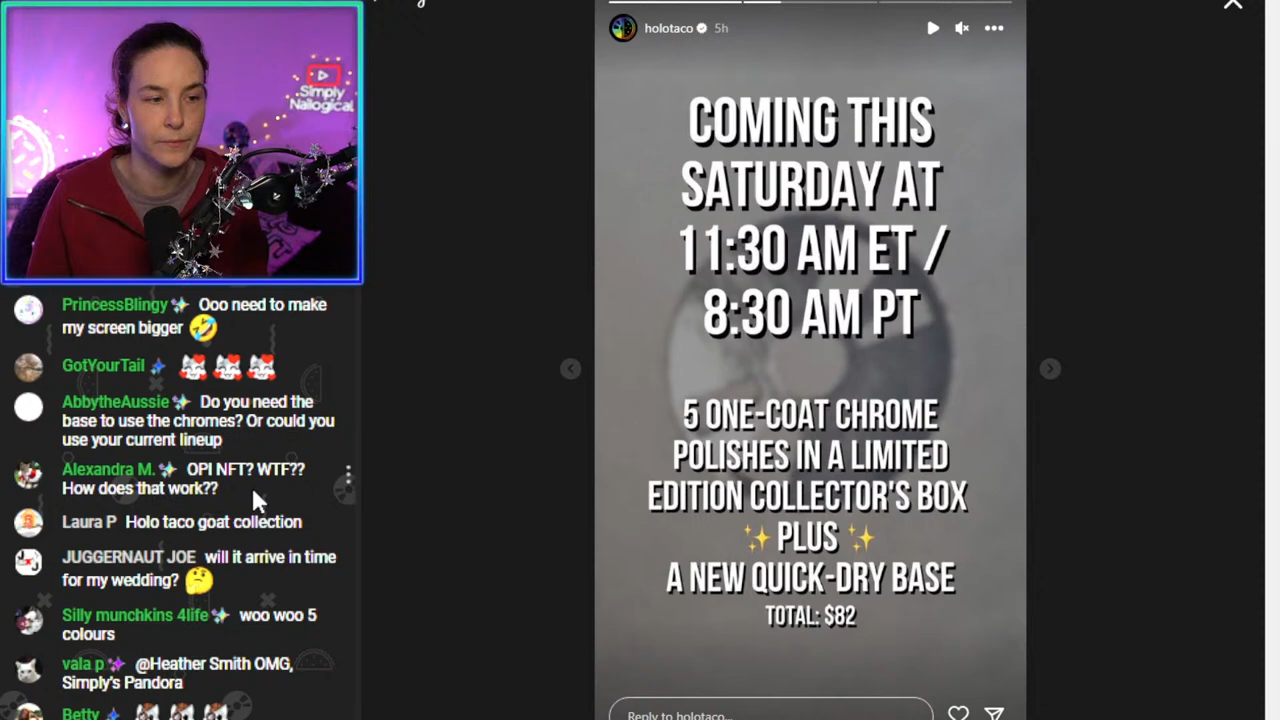 Simply
Nailogical
PrincessBlingy Ooo need to make
my screen bigger
GotYourTail
AbbytheAussie Do you need the
base to use the chromes? Or could you
use your current lineup
Alexandra M. OPI NFT? WTF??
How does that work??
Laura P Holo taco goat collection
JUGGERNAUT JOE will it arrive in time
for my wedding?
Silly munchkins 4life woo woo 5
colours
vala p @Heather Smith OMG,
Simply's Pandora
Betty
holotaco 5h
COMING THIS
SATURDAY AT
11:30 AM ET /
8:30 AM PT
5 ONE-COAT CHROME
POLISHES IN A LIMITED
EDITION COLLECTOR'S BOX
✨ PLUS ✨
A NEW QUICK-DRY BASE
TOTAL: $82
Reply to holotaco...